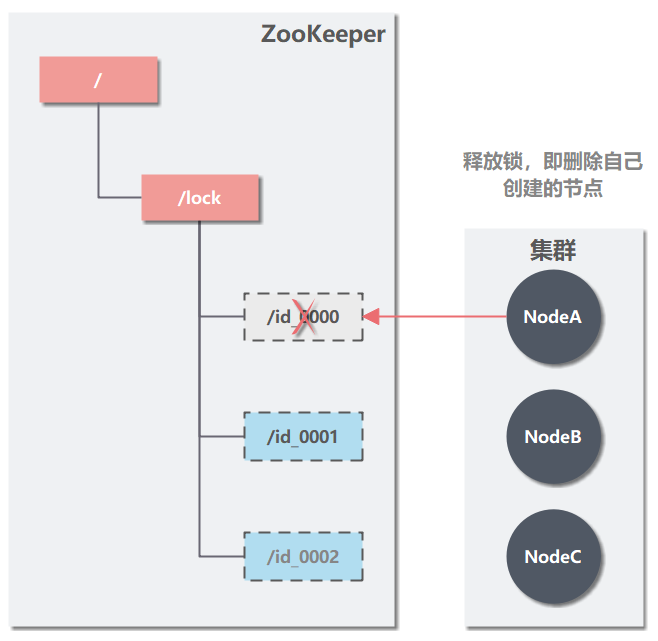 ZooKeeper
/
/lock
释放锁，即删除自己
创建的节点
集群
/id_0000
NodeA
/id_0001
NodeB
/id_0002
NodeC